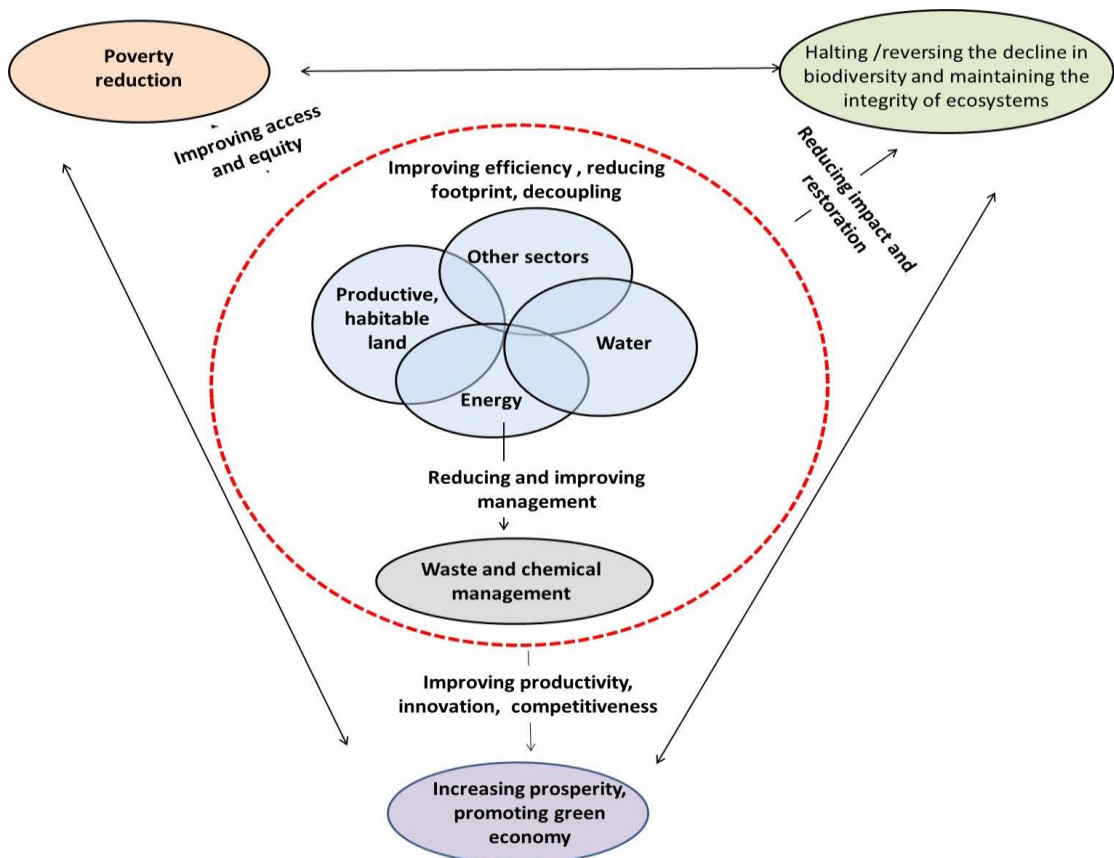 Poverty
reduction
Halting /reversing the decline in
biodiversity and maintaining the
integrity of ecosystems
Improving access
and equity
Reducing impact and
restoration
Improving efficiency , reducing
footprint, decoupling
Other sectors
Productive,
habitable
land
Water
Energy
Reducing and improving
management
Waste and chemical
management
Improving productivity,
innovation, competitiveness
Increasing prosperity,
promoting green
economy